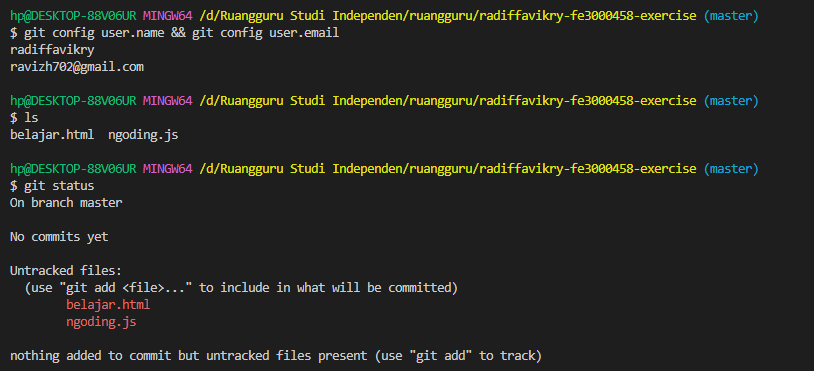 hp@DESKTOP-88V06UR MINGW64 /d/Ruangguru Studi Independen/ruangguru/radiffavikry-fe3000458-exercise (master)
$ git config user.name && git config user.email
radiffavikry
ravizh702@gmail.com
hp@DESKTOP-88V06UR MINGW64 /d/Ruangguru Studi Independen/ruangguru/radiffavikry-fe3000458-exercise (master)
$ ls
belajar.html  ngoding.js
hp@DESKTOP-88V06UR MINGW64 /d/Ruangguru Studi Independen/ruangguru/radiffavikry-fe3000458-exercise (master)
$ git status
On branch master
No commits yet
Untracked files:
  (use "git add <file>..." to include in what will be committed)
        belajar.html
        ngoding.js
nothing added to commit but untracked files present (use "git add" to track)